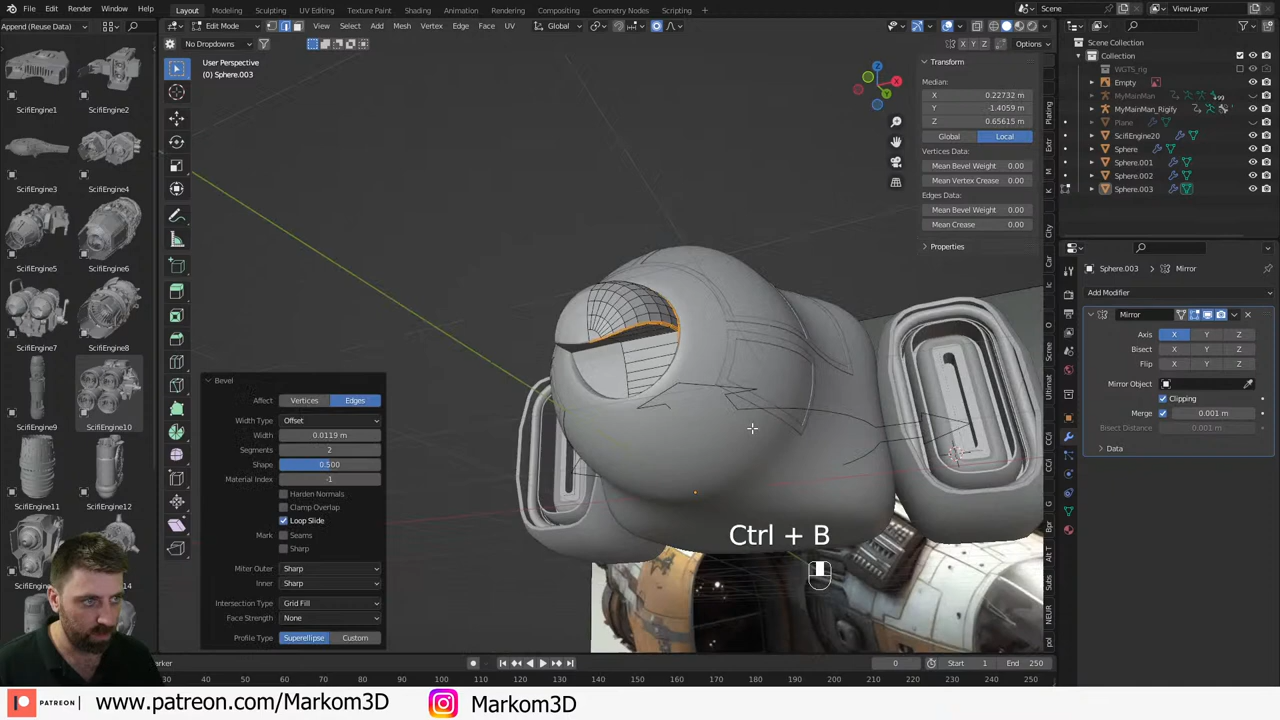 File Edit Render Window Help
Layout Modeling Sculpting UV Editing Texture Paint Shading Animation Rendering Compositing Geometry Nodes Scripting
Scene ViewLayer
Append (Reuse Data)
Edit Mode View Select Add Mesh Vertex Edge Face UV Global
No Dropdowns X Y Z Options
ScifiEngine1 ScifiEngine2
ScifiEngine3 ScifiEngine4
ScifiEngine5 ScifiEngine6
ScifiEngine7 ScifiEngine8
ScifiEngine9 ScifiEngine10
ScifiEngine11 ScifiEngine12
ScifiEngine14
User Perspective
(0) Sphere.003
Transform
Median:
X 0.22732 m
Y -1.4059 m
Z 0.65615 m
Global Local
Vertices Data:
Mean Bevel Weight 0.00
Mean Vertex Crease 0.00
Edges Data:
Mean Bevel Weight 0.00
Mean Crease 0.00
Properties
Scene Collection
Collection
WGTS_rig
Empty
MyMainMan
MyMainMan_Rigify
Plane
ScifiEngine20
Sphere
Sphere.001
Sphere.002
Sphere.003
Sphere.003 Mirror
Add Modifier
Mirror
Axis X Y Z
Bisect X Y Z
Flip X Y Z
Mirror Object
Clipping
Merge 0.001 m
Bisect Distance 0.001 m
Data
Bevel
Affect Vertices Edges
Width Type Offset
Width 0.0119 m
Segments 2
Shape 0.500
Material Index -1
Harden Normals
Clamp Overlap
Loop Slide
Mark Seams
Sharp
Miter Outer Sharp
Inner Sharp
Intersection Type Grid Fill
Face Strength None
Profile Type Superellipse Custom
Ctrl + B
0 Start 1 End 250
30 40 50 60 70 80 90 100 110 120 130 140 150 160 170 180 190 200 210 220 230 240 250
PATREON www.patreon.com/Markom3D Markom3D